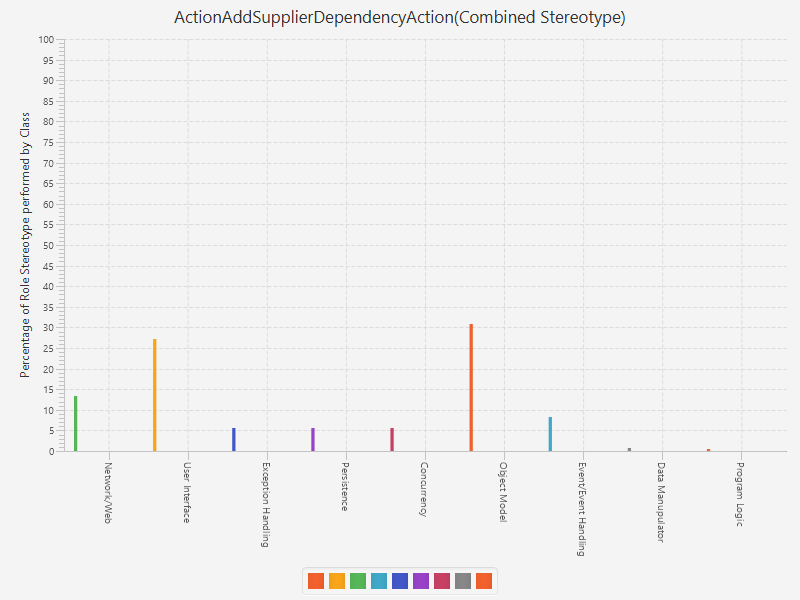 ActionAddSupplierDependencyAction(Combined Stereotype)
Percentage of Role Stereotype performed by Class
100
95
90
85
80
75
70
65
60
55
50
45
40
35
30
25
20
15
10
5
0
Network/Web
User Interface
Exception Handling
Persistence
Concurrency
Object Model
Event/Event Handling
Data Manupulator
Program Logic